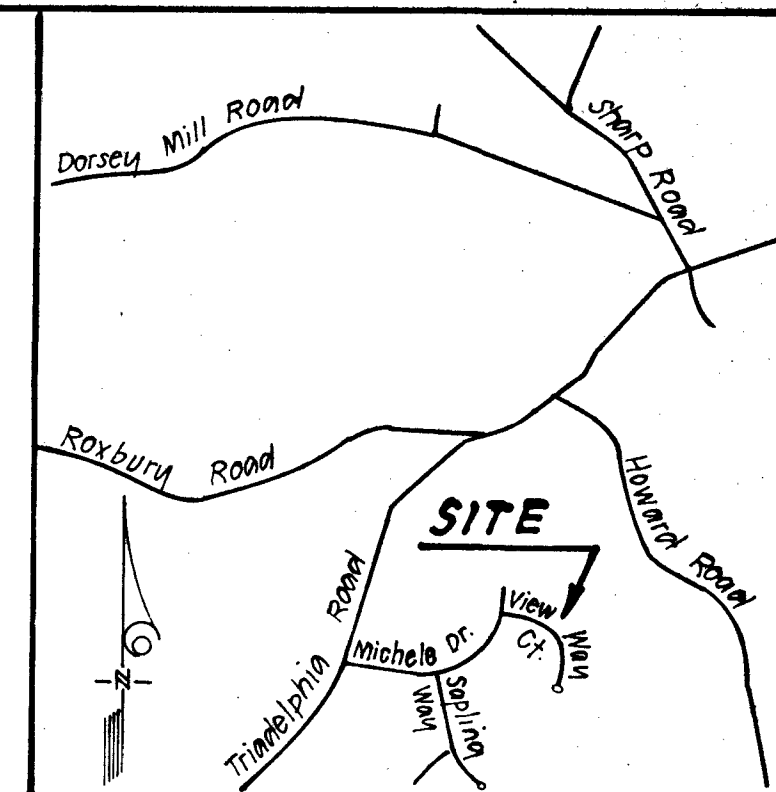 Dorsey Mill Road
Sharp Road
Roxbury Road
Howard Road
SITE
Triadelphia Road
Michele Dr.
View Way
Ct.
Sapling
Way
N